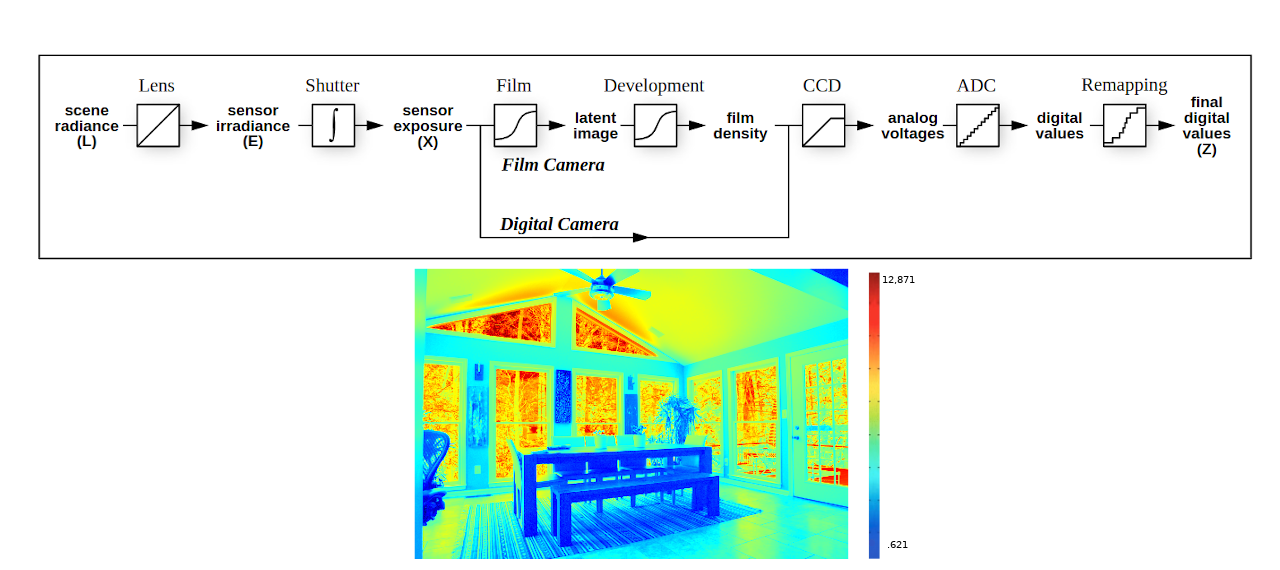 Lens
Shutter
Film
Development
CCD
ADC
Remapping
scene
radiance
(L)
sensor
irradiance
(E)
∫
sensor
exposure
(X)
latent
image
film
density
analog
voltages
digital
values
final
digital
values
(Z)
Film Camera
Digital Camera
12,871
.621